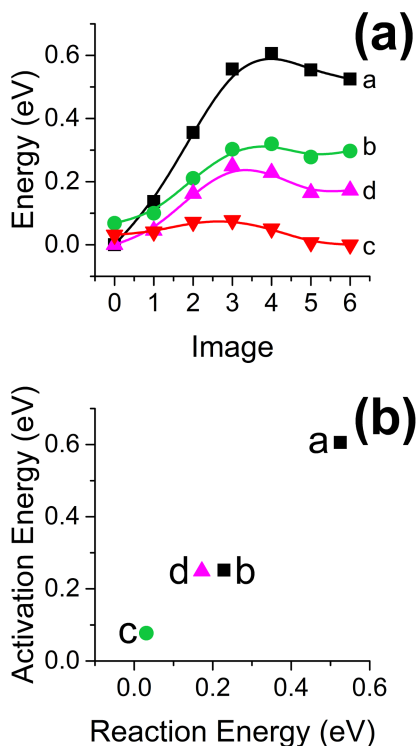 (a)
Energy (eV)
0.6
0.4
0.2
0.0
a
b
d
c
0 1 2 3 4 5 6
Image
(b)
Activation Energy (eV)
0.6
0.4
0.2
0.0
a
d b
c
0.0 0.2 0.4 0.6
Reaction Energy (eV)